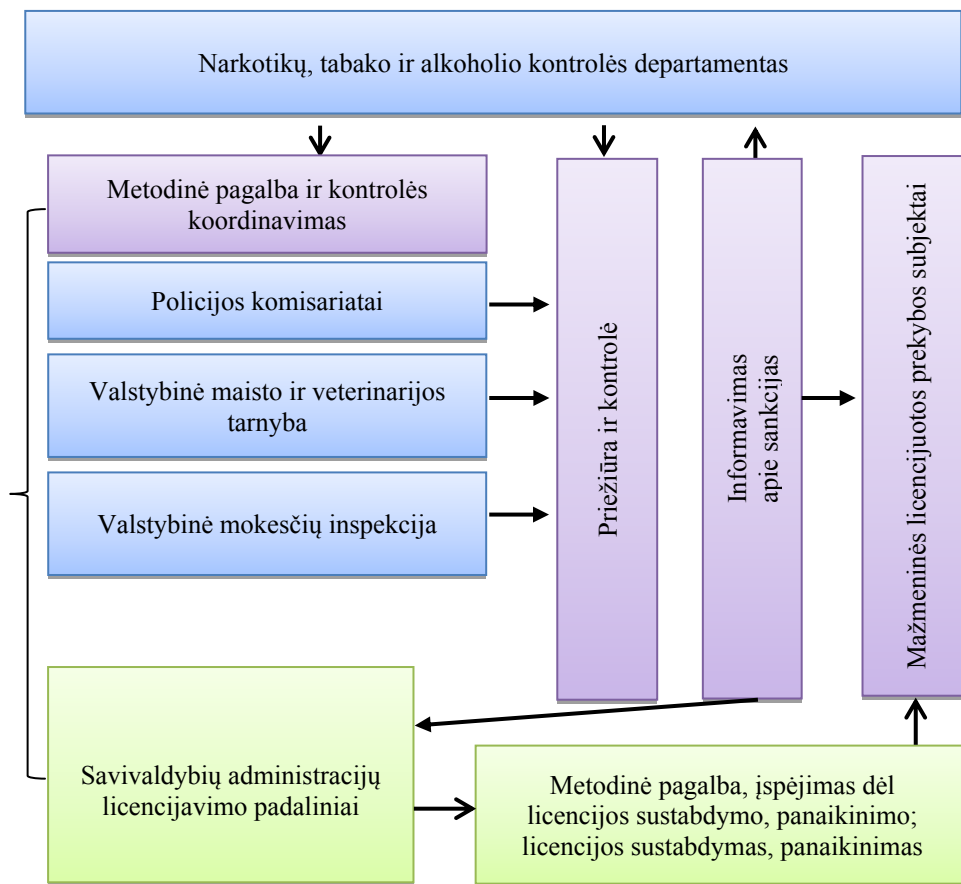 Narkotikų, tabako ir alkoholio kontrolės departamentas
Metodinė pagalba ir kontrolės
koordinavimas
Policijos komisariatai
Valstybinė maisto ir veterinarijos
tarnyba
Valstybinė mokesčių inspekcija
Priežiūra ir kontrolė
Informavimas
apie sankcijas
Mažmeninės licencijuotos prekybos subjektai
Savivaldybių administracijų
licencijavimo padaliniai
Metodinė pagalba, įspėjimas dėl
licencijos sustabdymo, panaikinimo;
licencijos sustabdymas, panaikinimas